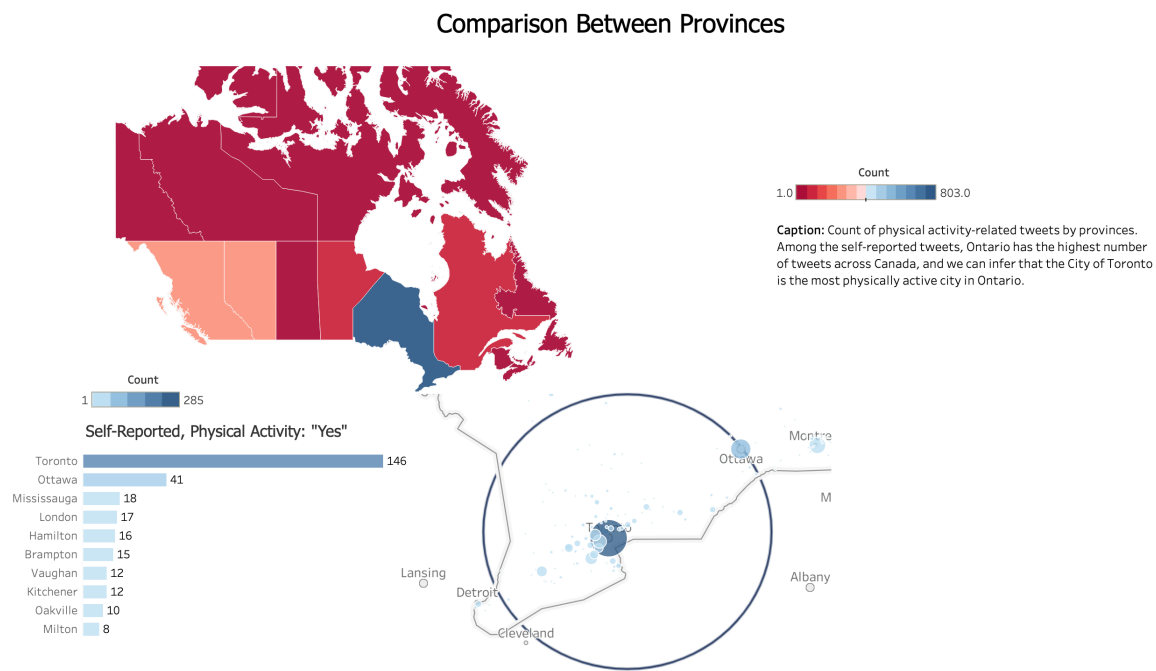 Comparison Between Provinces
Count
1.0 803.0
Caption: Count of physical activity-related tweets by provinces.
Among the self-reported tweets, Ontario has the highest number
of tweets across Canada, and we can infer that the City of Toronto
is the most physically active city in Ontario.
Count
1 285
Self-Reported, Physical Activity: "Yes"
Toronto 146
Ottawa 41
Mississauga 18
London 17
Hamilton 16
Brampton 15
Vaughan 12
Kitchener 12
Oakville 10
Milton 8
Montre
Ottawa
M
Lansing
Albany
Detroit
Cleveland